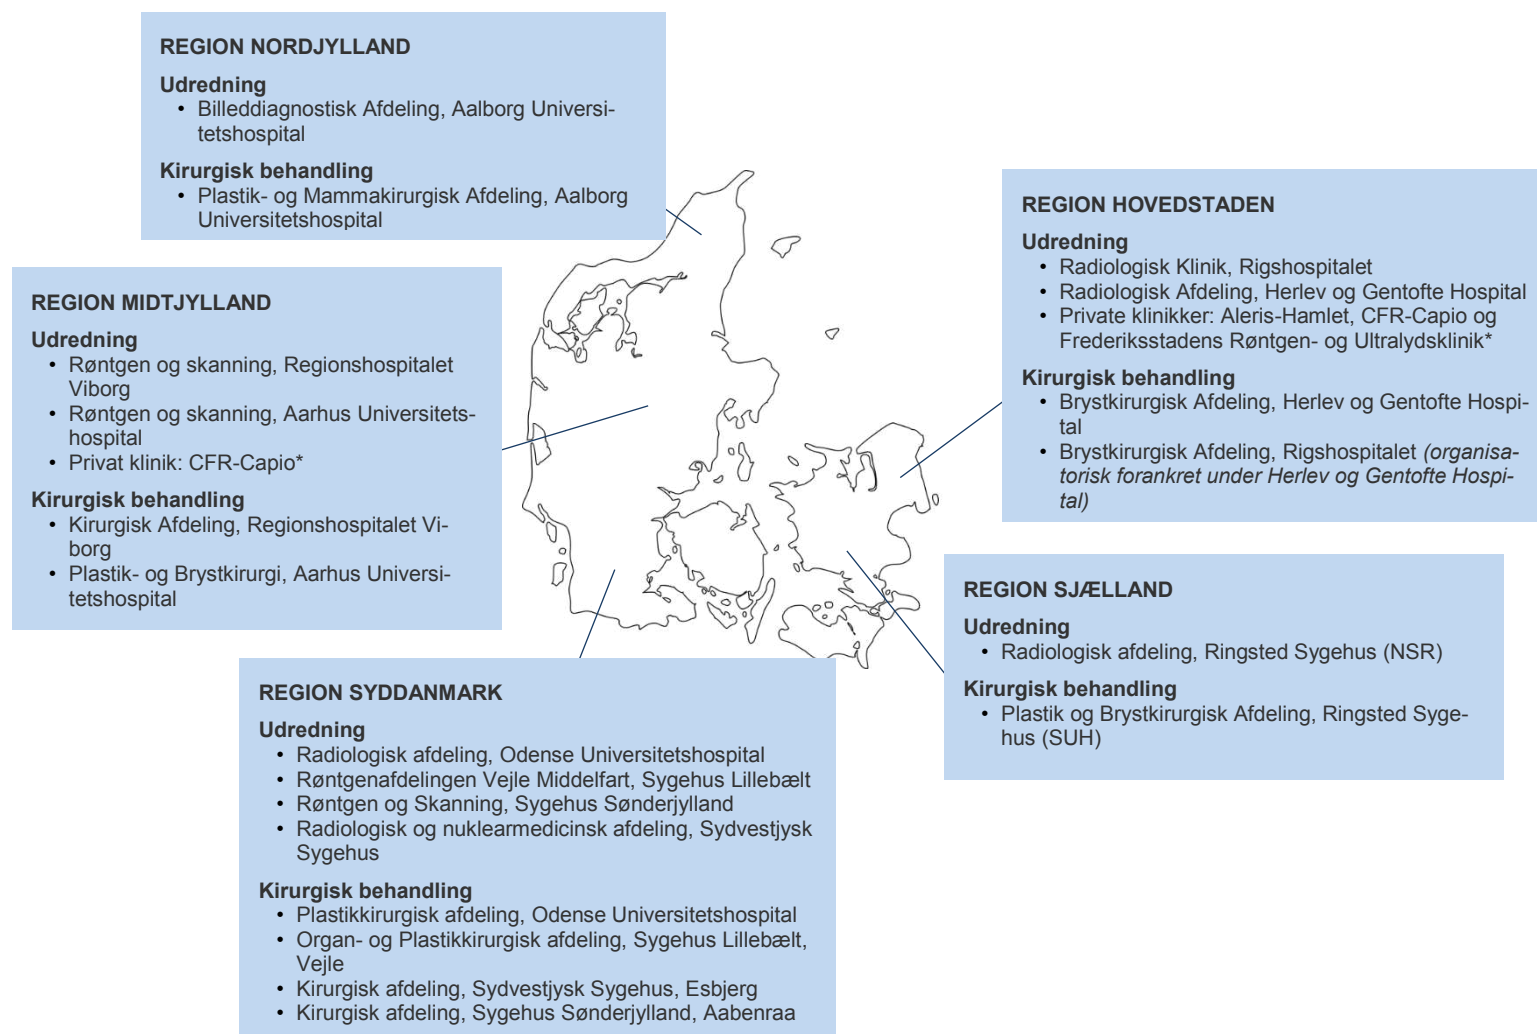 REGION NORDJYLLAND
Udredning
• Billeddiagnostisk Afdeling, Aalborg Universi-
tetshospital
Kirurgisk behandling
• Plastik- og Mammakirurgisk Afdeling, Aalborg
Universitetshospital
REGION MIDTJYLLAND
Udredning
• Røntgen og skanning, Regionshospitalet
Viborg
• Røntgen og skanning, Aarhus Universitets-
hospital
• Privat klinik: CFR-Capio*
Kirurgisk behandling
• Kirurgisk Afdeling, Regionshospitalet Vi-
borg
• Plastik- og Brystkirurgi, Aarhus Universi-
tetshospital
REGION HOVEDSTADEN
Udredning
• Radiologisk Klinik, Rigshospitalet
• Radiologisk Afdeling, Herlev og Gentofte Hospital
• Private klinikker: Aleris-Hamlet, CFR-Capio og
Frederiksstadens Røntgen- og Ultralydsklinik*
Kirurgisk behandling
• Brystkirurgisk Afdeling, Herlev og Gentofte Hospi-
tal
• Brystkirurgisk Afdeling, Rigshospitalet (organisa-
torisk forankret under Herlev og Gentofte Hospi-
tal)
REGION SJÆLLAND
Udredning
• Radiologisk afdeling, Ringsted Sygehus (NSR)
Kirurgisk behandling
• Plastik og Brystkirurgisk Afdeling, Ringsted Syge-
hus (SUH)
REGION SYDDANMARK
Udredning
• Radiologisk afdeling, Odense Universitetshospital
• Røntgenafdelingen Vejle Middelfart, Sygehus Lillebælt
• Røntgen og Skanning, Sygehus Sønderjylland
• Radiologisk og nuklearmedicinsk afdeling, Sydvestjysk
Sygehus
Kirurgisk behandling
• Plastikkirurgisk afdeling, Odense Universitetshospital
• Organ- og Plastikkirurgisk afdeling, Sygehus Lillebælt,
Vejle
• Kirurgisk afdeling, Sydvestjysk Sygehus, Esbjerg
• Kirurgisk afdeling, Sygehus Sønderjylland, Aabenraa